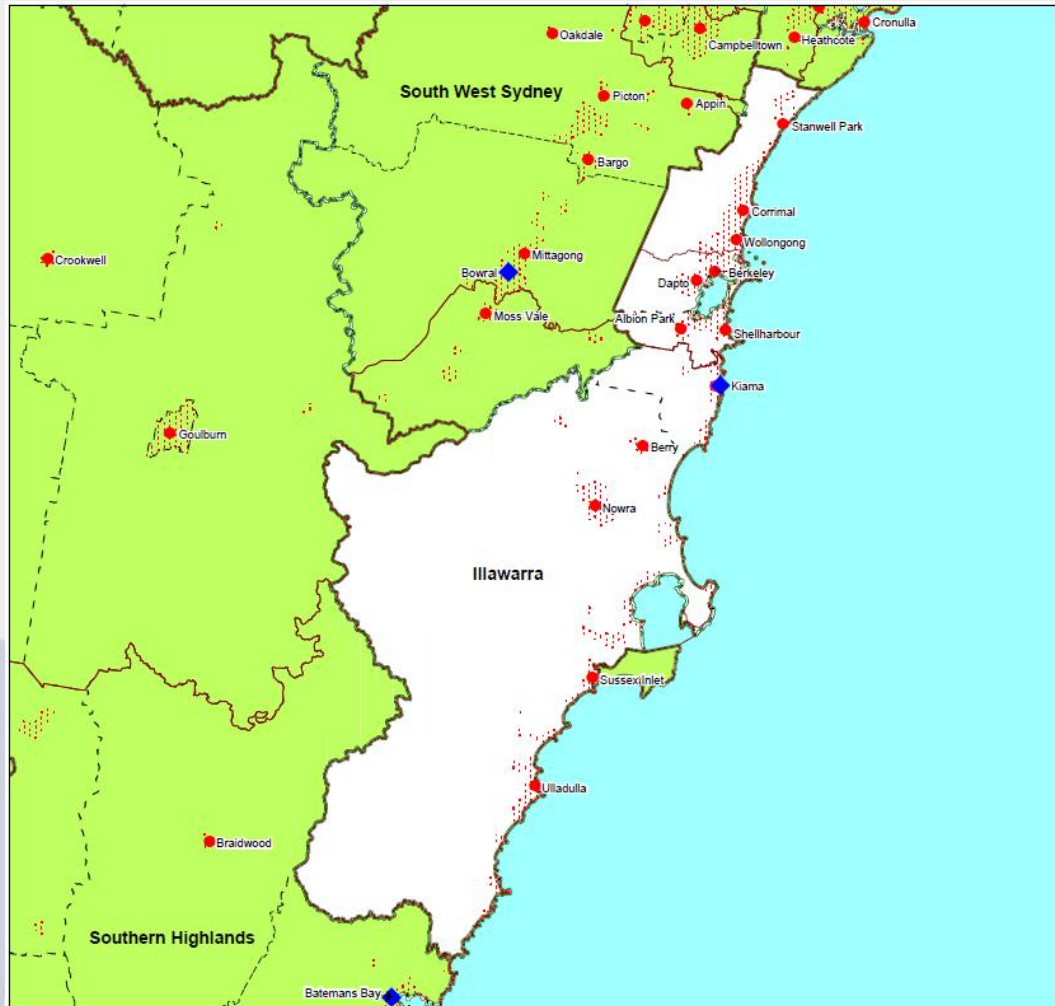 Cronulla
Oakdale
Heathcote
Campbelltown
South West Sydney
Picton
Appin
Stanwell Park
Bargo
Corrimal
Wollongong
Mittagong
Crookwell
Bowral
Berkeley
Dapto
Moss Vale
Albion Park
Shellharbour
Kiama
Goulburn
Berry
Nowra
Illawarra
Sussex Inlet
Ulladulla
Braidwood
Southern Highlands
Batemans Bay